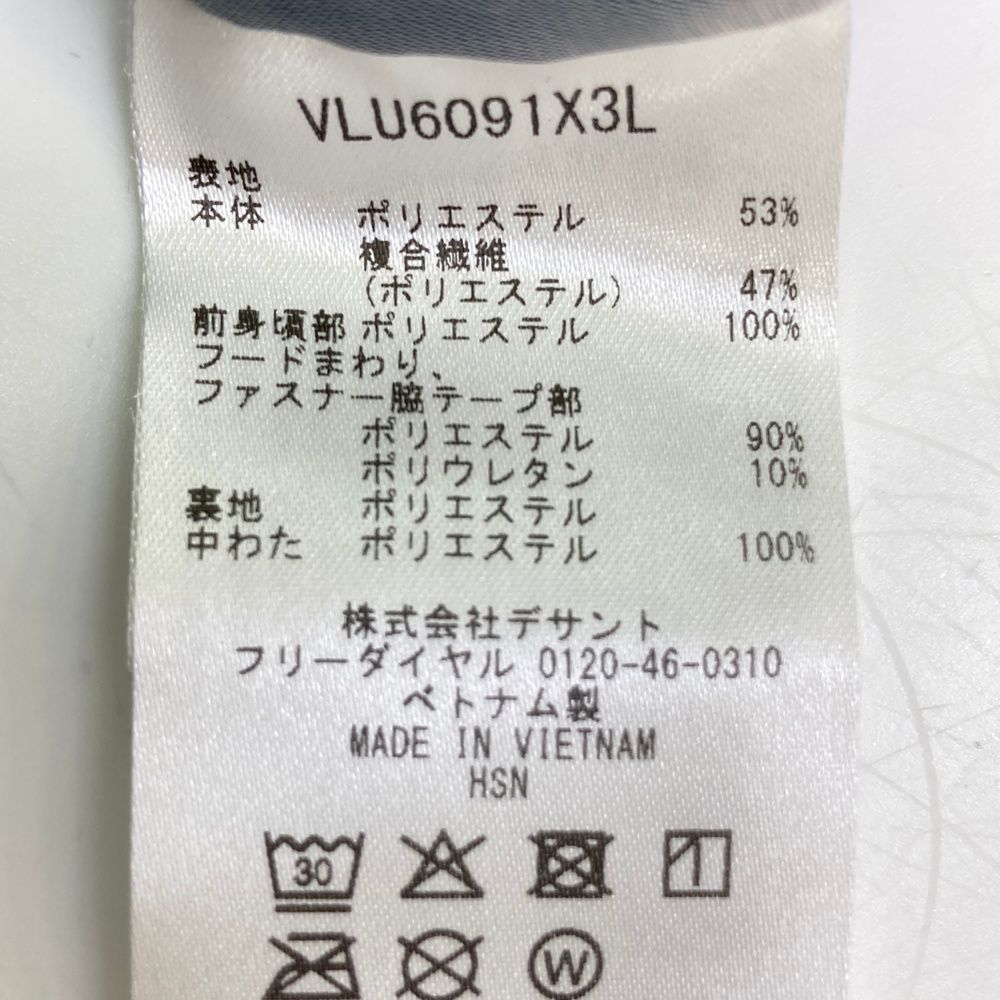 VLU6091X3L
表地
本体 ポリエステル 53%
複合繊維
(ポリエステル) 47%
前身頃部 ポリエステル 100%
フードまわり、
ファスナー脇テープ部
ポリエステル 90%
ポリウレタン 10%
裏地 ポリエステル
中わた ポリエステル 100%
株式会社デサント
フリーダイヤル 0120-46-0310
ベトナム製
MADE IN VIETNAM
HSN
30
W